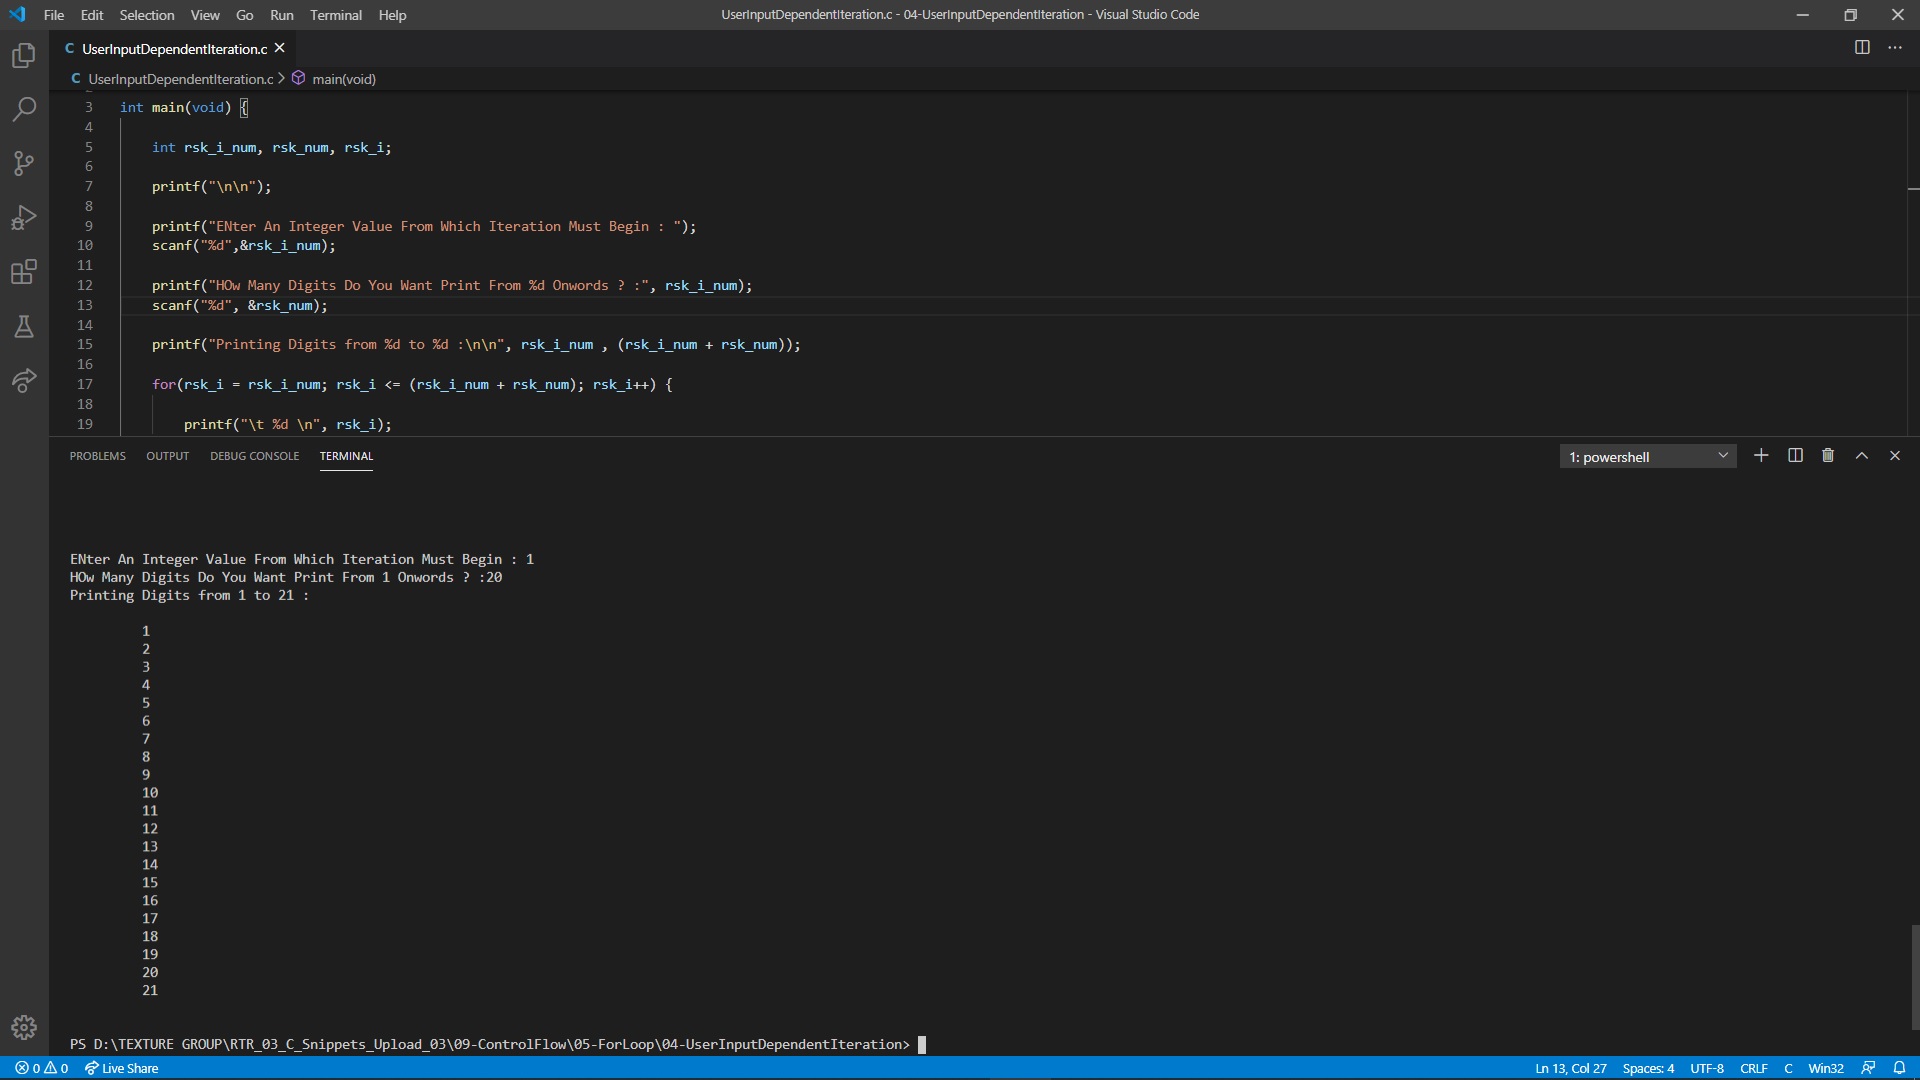 File Edit Selection View Go Run Terminal Help
UserInputDependentIteration.c - 04-UserInputDependentIteration - Visual Studio Code
C UserInputDependentIteration.c
C UserInputDependentIteration.c > main(void)
3 int main(void) {
4
5 int rsk_i_num, rsk_num, rsk_i;
6
7 printf("\n\n");
8
9 printf("ENter An Integer Value From Which Iteration Must Begin : ");
10 scanf("%d",&rsk_i_num);
11
12 printf("HOw Many Digits Do You Want Print From %d Onwords ? :", rsk_i_num);
13 scanf("%d", &rsk_num);
14
15 printf("Printing Digits from %d to %d :\n\n", rsk_i_num , (rsk_i_num + rsk_num));
16
17 for(rsk_i = rsk_i_num; rsk_i <= (rsk_i_num + rsk_num); rsk_i++) {
18
19 printf("\t %d \n", rsk_i);
PROBLEMS OUTPUT DEBUG CONSOLE TERMINAL
1: powershell
ENter An Integer Value From Which Iteration Must Begin : 1
HOw Many Digits Do You Want Print From 1 Onwords ? :20
Printing Digits from 1 to 21 :
1
2
3
4
5
6
7
8
9
10
11
12
13
14
15
16
17
18
19
20
21
PS D:\TEXTURE GROUP\RTR_03_C_Snippets_Upload_03\09-ControlFlow\05-ForLoop\04-UserInputDependentIteration>
0 0 Live Share
Ln 13, Col 27 Spaces: 4 UTF-8 CRLF C Win32